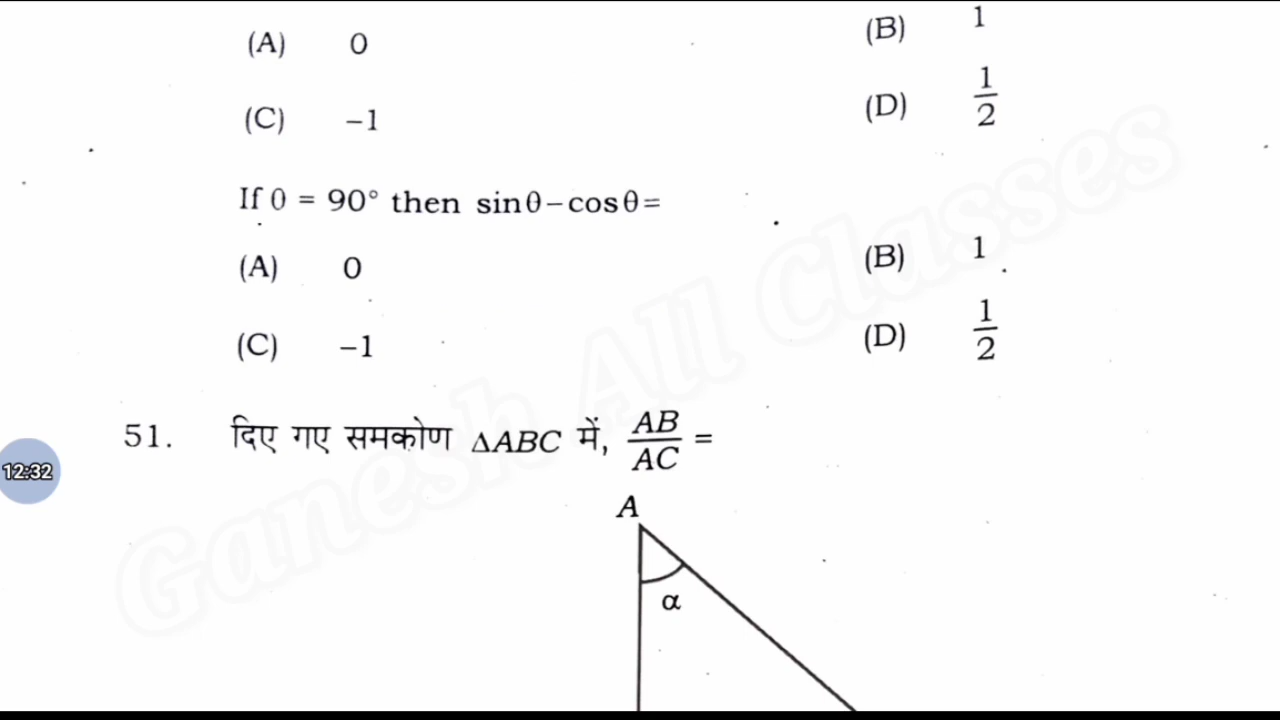 (A) 0 (B) 1
(C) –1 (D) 1/2
If θ = 90° then sinθ–cosθ=
(A) 0 (B) 1
(C) –1 (D) 1/2
51. दिए गए समकोण ΔABC में, AB/AC =
A
α
12:32
Ganesh All Classes